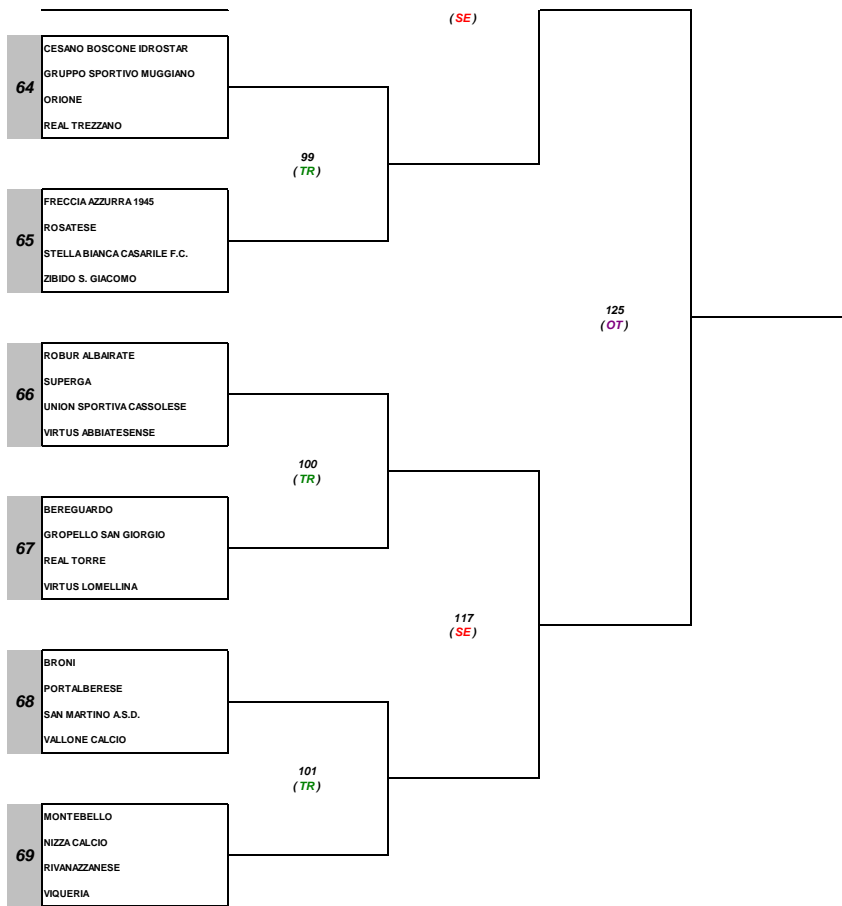 (SE)
64
CESANO BOSCONE IDROSTAR
GRUPPO SPORTIVO MUGGIANO
ORIONE
REAL TREZZANO
99
(TR)
65
FRECCIA AZZURRA 1945
ROSATESE
STELLA BIANCA CASARILE F.C.
ZIBIDO S. GIACOMO
125
(OT)
66
ROBUR ALBAIRATE
SUPERGA
UNION SPORTIVA CASSOLESE
VIRTUS ABBIATESENSE
100
(TR)
67
BEREGUARDO
GROPELLO SAN GIORGIO
REAL TORRE
VIRTUS LOMELLINA
117
(SE)
68
BRONI
PORTALBERESE
SAN MARTINO A.S.D.
VALLONE CALCIO
101
(TR)
69
MONTEBELLO
NIZZA CALCIO
RIVANAZZANESE
VIQUERIA